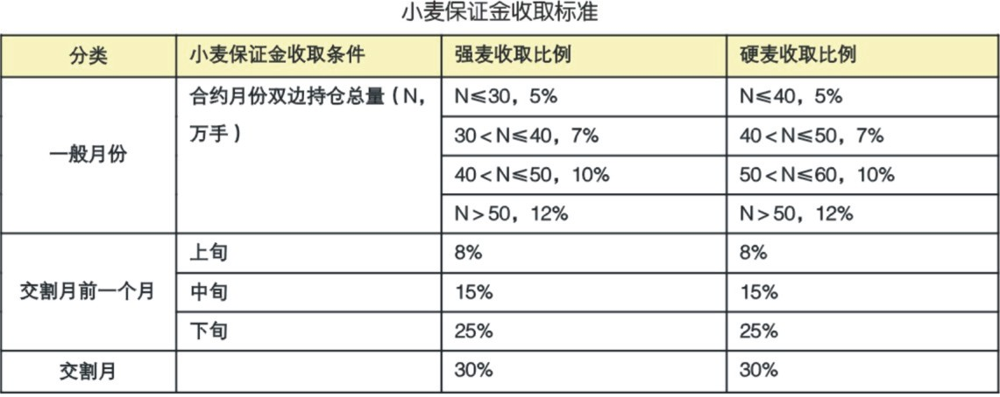 小麦保证金收取标准
分类 小麦保证金收取条件 强麦收取比例 硬麦收取比例
一般月份 合约月份双边持仓总量（N，万手） N≤30，5% N≤40，5%
30＜N≤40，7% 40＜N≤50，7%
40＜N≤50，10% 50＜N≤60，10%
N＞50，12% N＞50，12%
交割月前一个月 上旬 8% 8%
中旬 15% 15%
下旬 25% 25%
交割月 30% 30%